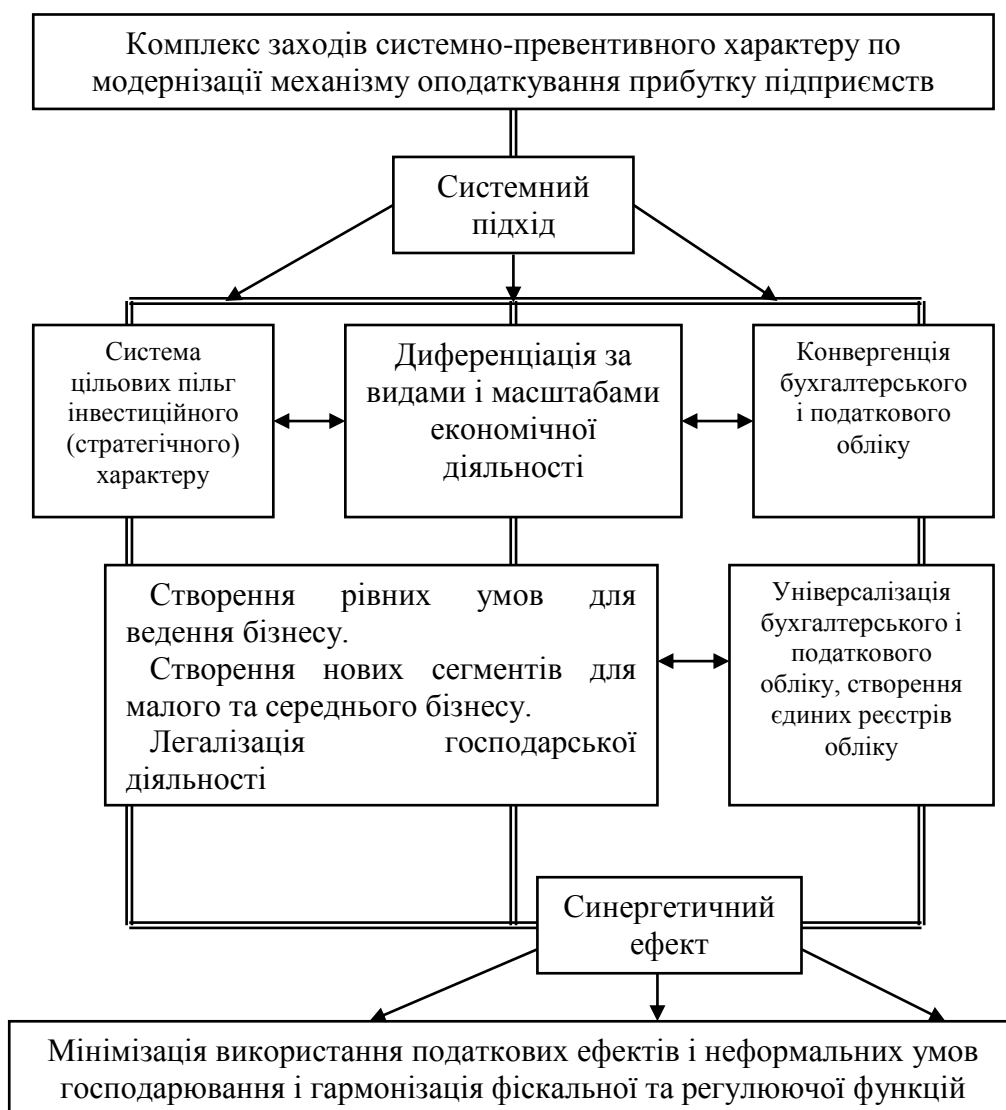 Комплекс заходів системно-превентивного характеру по
модернізації механізму оподаткування прибутку підприємств
Системний
підхід
Система
цільових пільг
інвестиційного
(стратегічного)
характеру
Диференціація за
видами і масштабами
економічної
діяльності
Конвергенція
бухгалтерського
і податкового
обліку
Створення рівних умов для
ведення бізнесу.
Створення нових сегментів для
малого та середнього бізнесу.
Легалізація господарської
діяльності
Універсалізація
бухгалтерського і
податкового
обліку, створення
єдиних реєстрів
обліку
Синергетичний
ефект
Мінімізація використання податкових ефектів і неформальних умов
господарювання і гармонізація фіскальної та регулюючої функцій